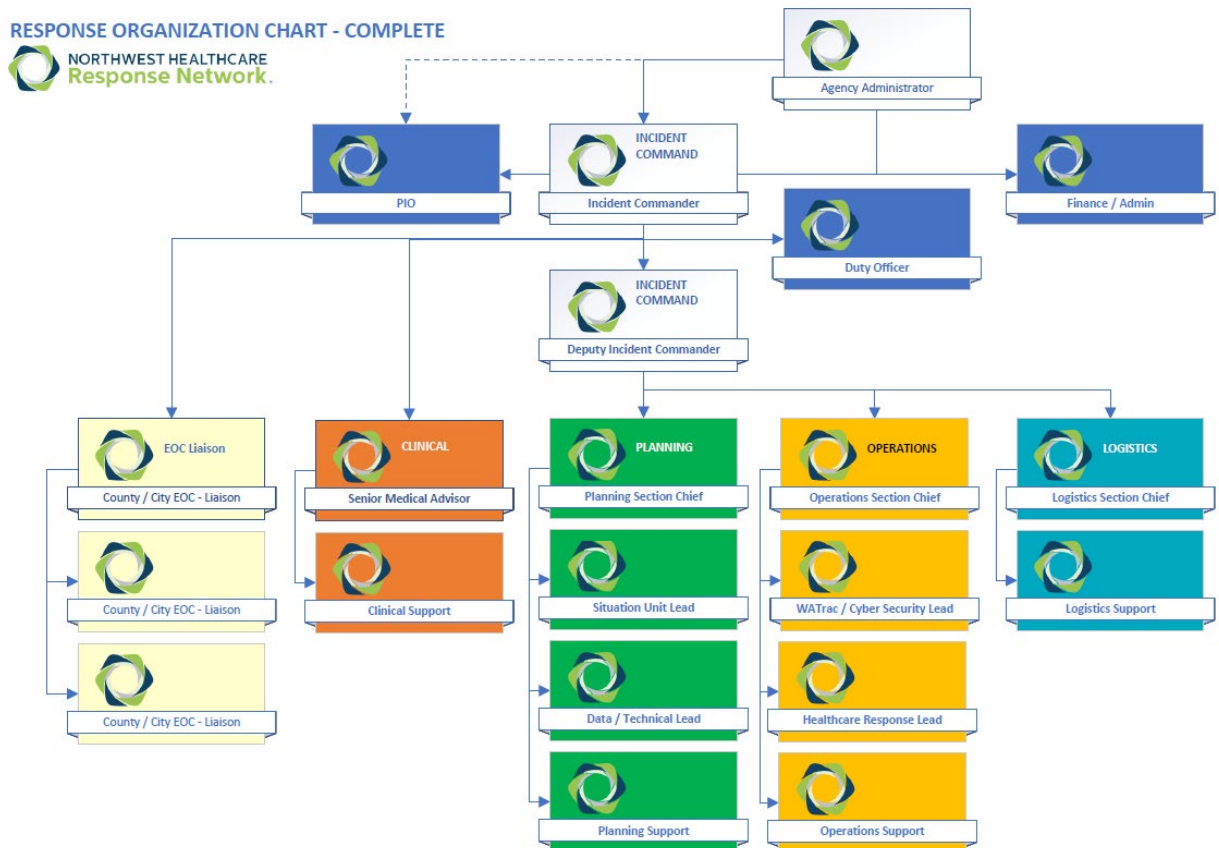 RESPONSE ORGANIZATION CHART - COMPLETE
NORTHWEST HEALTHCARE
Response Network.
Agency Administrator
PIO
INCIDENT
COMMAND
Incident Commander
Finance / Admin
Duty Officer
INCIDENT
COMMAND
Deputy Incident Commander
EOC Liaison
County / City EOC - Liaison
CLINICAL
Senior Medical Advisor
PLANNING
Planning Section Chief
OPERATIONS
Operations Section Chief
LOGISTICS
Logistics Section Chief
County / City EOC - Liaison
Clinical Support
Situation Unit Lead
WATrac / Cyber Security Lead
Logistics Support
County / City EOC - Liaison
Data / Technical Lead
Healthcare Response Lead
Planning Support
Operations Support